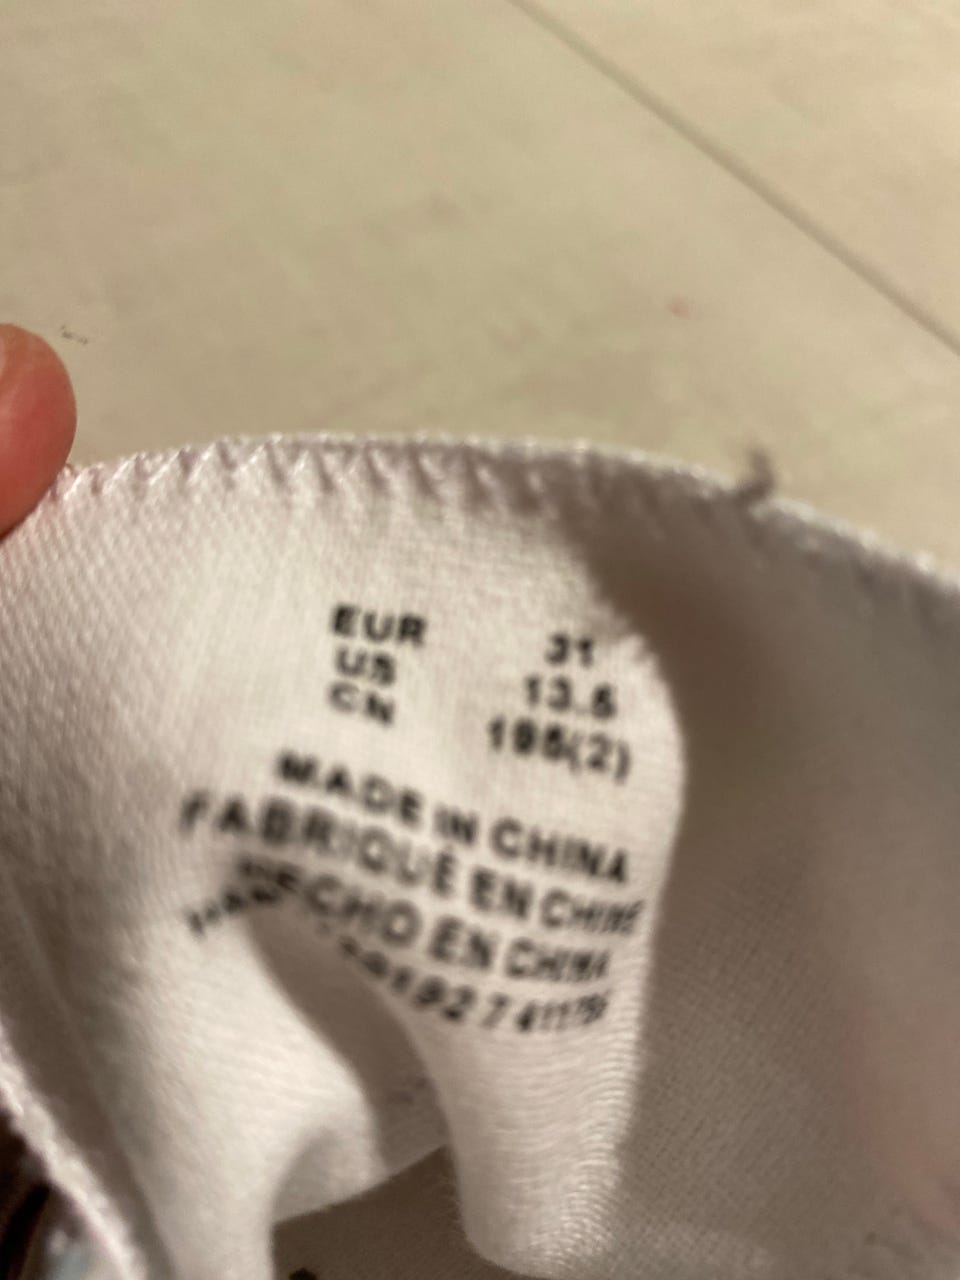 EUR 31
US 13.5
CN 195(2)
MADE IN CHINA
FABRIQUÉ EN CHINE
HECHO EN CHINA